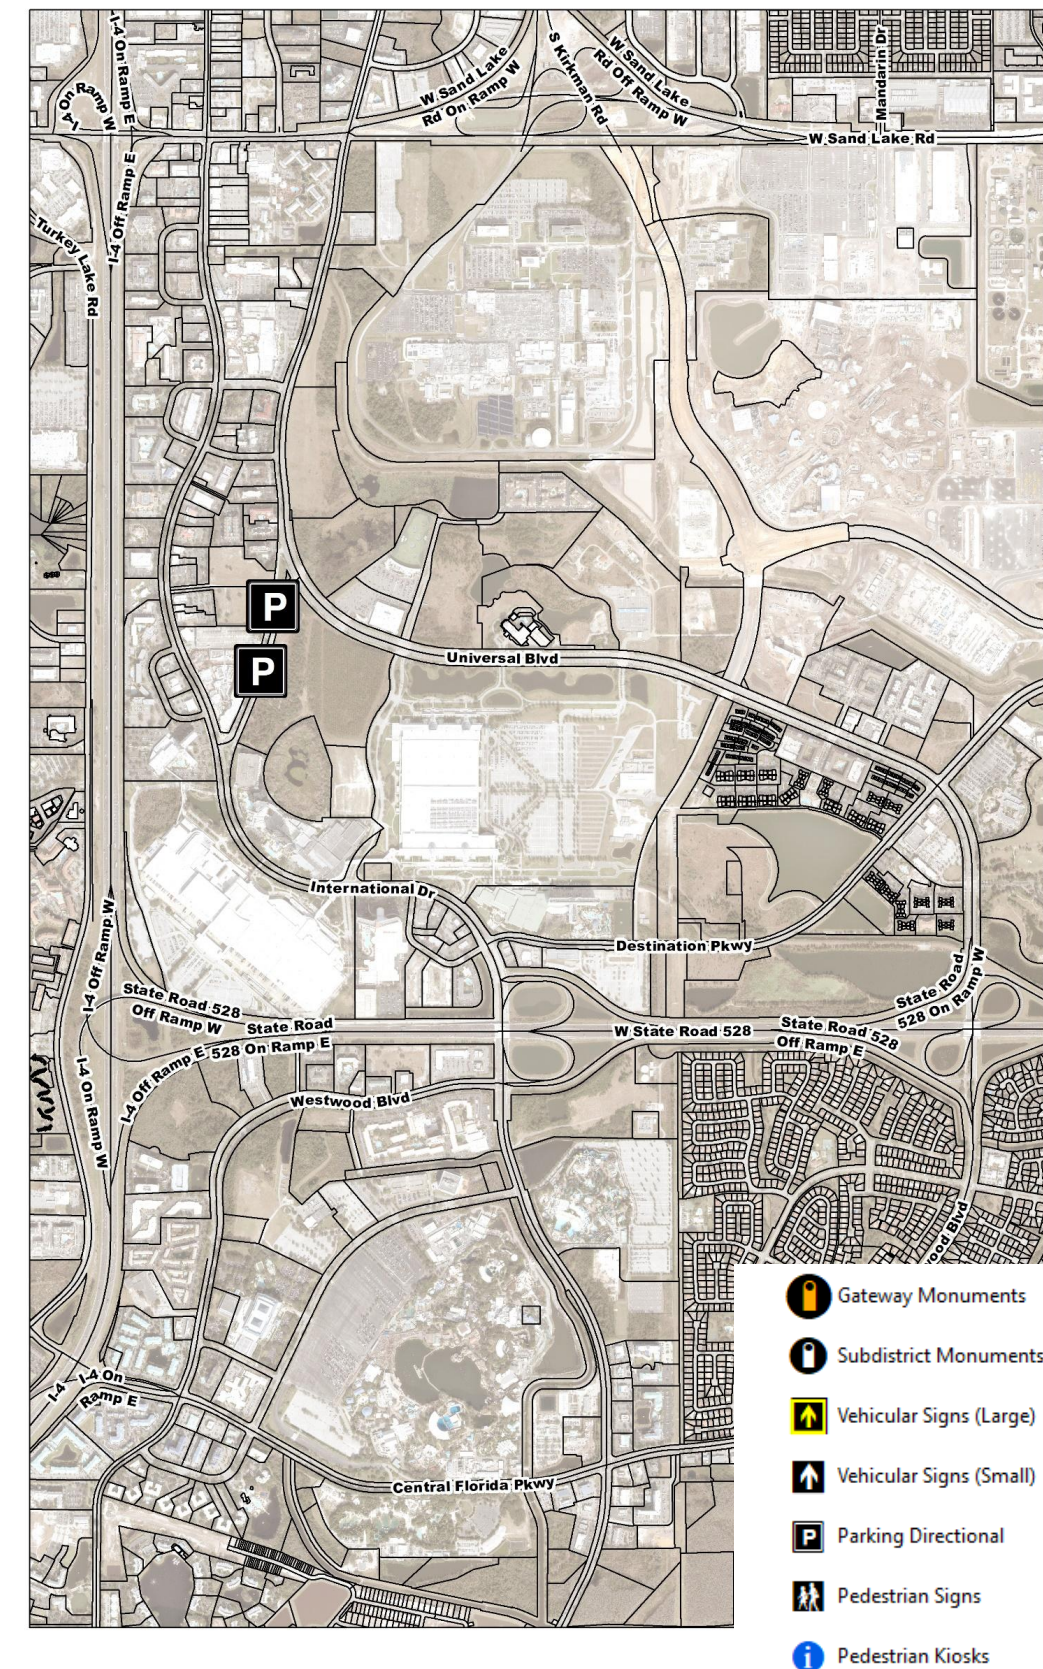 I-4 On Ramp E
I-4 On Ramp W
W Sand Lake
Rd On Ramp W
S Kirkman Rd
W Sand Lake
Rd Off Ramp W
Mandarin Dr
W Sand Lake Rd
I-4 Off Ramp E
Turkey Lake Rd
P
P
Universal Blvd
International Dr
Destination Pkwy
I-4 Off Ramp W
State Road 528
Off Ramp W
State Road
528 On Ramp E
W State Road 528
State Road 528
Off Ramp E
State Road
528 On Ramp W
I-4 On Ramp W
I-4 Off Ramp E
Westwood Blvd
wood Blvd
I-4
I-4 On
Ramp E
Central Florida Pkwy
Gateway Monuments
Subdistrict Monuments
Vehicular Signs (Large)
Vehicular Signs (Small)
P Parking Directional
Pedestrian Signs
i Pedestrian Kiosks